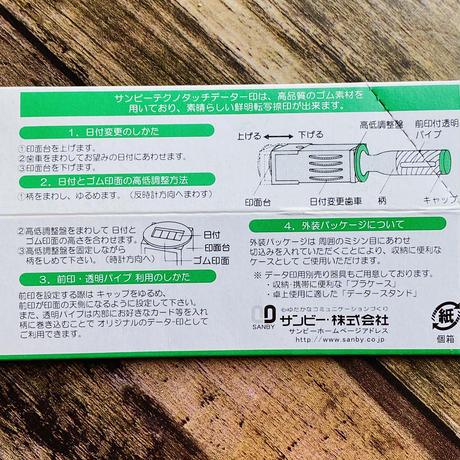 サンビーテクノタッチデーター印は、高品質のゴム素材を
用いており、素晴らしい鮮明転写捺印が出来ます。
1. 日付変更のしかた
①印面台を上げます。
②歯車をまわしてお望みの日付にあわせます。
③印面台を下げます。
2. 日付とゴム印面の高低調整方法
①柄をまわし、ゆるめます。（反時計方向へまわす）
②高低調整盤をまわして 日付と
ゴム印面の高さを合わせます。
③高低調整盤を固定しながら
柄をしめて下さい。（時計方向へ）
日付
印面台
ゴム印面
3. 前印・透明パイプ 利用のしかた
前印を設置する際は キャップをゆるめ、
前印が印面の天側になるように設定して下さい。
また、透明パイプは内部にお好きなカード等を入れ
柄に巻き込むことで オリジナルのデーター印として
ご利用できます。
上げる
下げる
高低調整盤
前印付透明
パイプ
印面台
日付変更歯車
柄
キャップ
4. 外装パッケージについて
外装パッケージは 周囲のミシン目にあわせ
切込みを入れていただくことにより、収納に便利な
ケースとして ご使用いただけます。
※ データ印用別売り器具もご用意しております。
・収納・携帯に便利な「プラケース」
・卓上使用に適した「データースタンド」
心ゆたかなコミュニケーションづくり
SANBY サンビー・株式会社
サンビーホームページアドレス
http://www.sanby.co.jp
紙
個箱